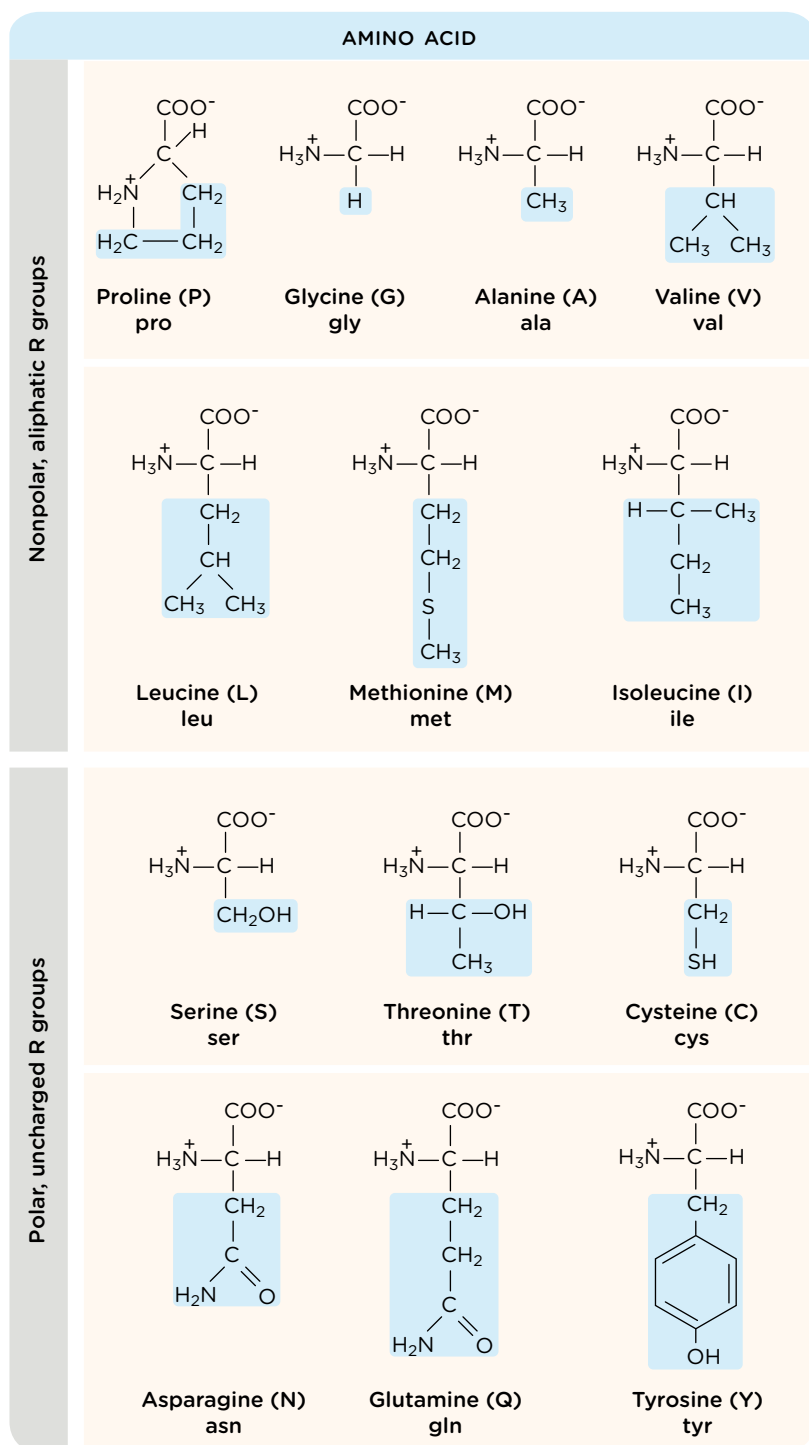 AMINO ACID
Nonpolar, aliphatic R groups
COO⁻
H
C
H₂N⁺
CH₂
H₂C
CH₂
Proline (P)
pro
COO⁻
H₃N⁺—C—H
H
Glycine (G)
gly
COO⁻
H₃N⁺—C—H
CH₃
Alanine (A)
ala
COO⁻
H₃N⁺—C—H
CH
CH₃ CH₃
Valine (V)
val
COO⁻
H₃N⁺—C—H
CH₂
CH
CH₃ CH₃
Leucine (L)
leu
COO⁻
H₃N⁺—C—H
CH₂
CH₂
S
CH₃
Methionine (M)
met
COO⁻
H₃N⁺—C—H
H—C—CH₃
CH₂
CH₃
Isoleucine (I)
ile
Polar, uncharged R groups
COO⁻
H₃N⁺—C—H
CH₂OH
Serine (S)
ser
COO⁻
H₃N⁺—C—H
H—C—OH
CH₃
Threonine (T)
thr
COO⁻
H₃N⁺—C—H
CH₂
SH
Cysteine (C)
cys
COO⁻
H₃N⁺—C—H
CH₂
C
H₂N O
Asparagine (N)
asn
COO⁻
H₃N⁺—C—H
CH₂
CH₂
C
H₂N O
Glutamine (Q)
gln
COO⁻
H₃N⁺—C—H
CH₂
OH
Tyrosine (Y)
tyr